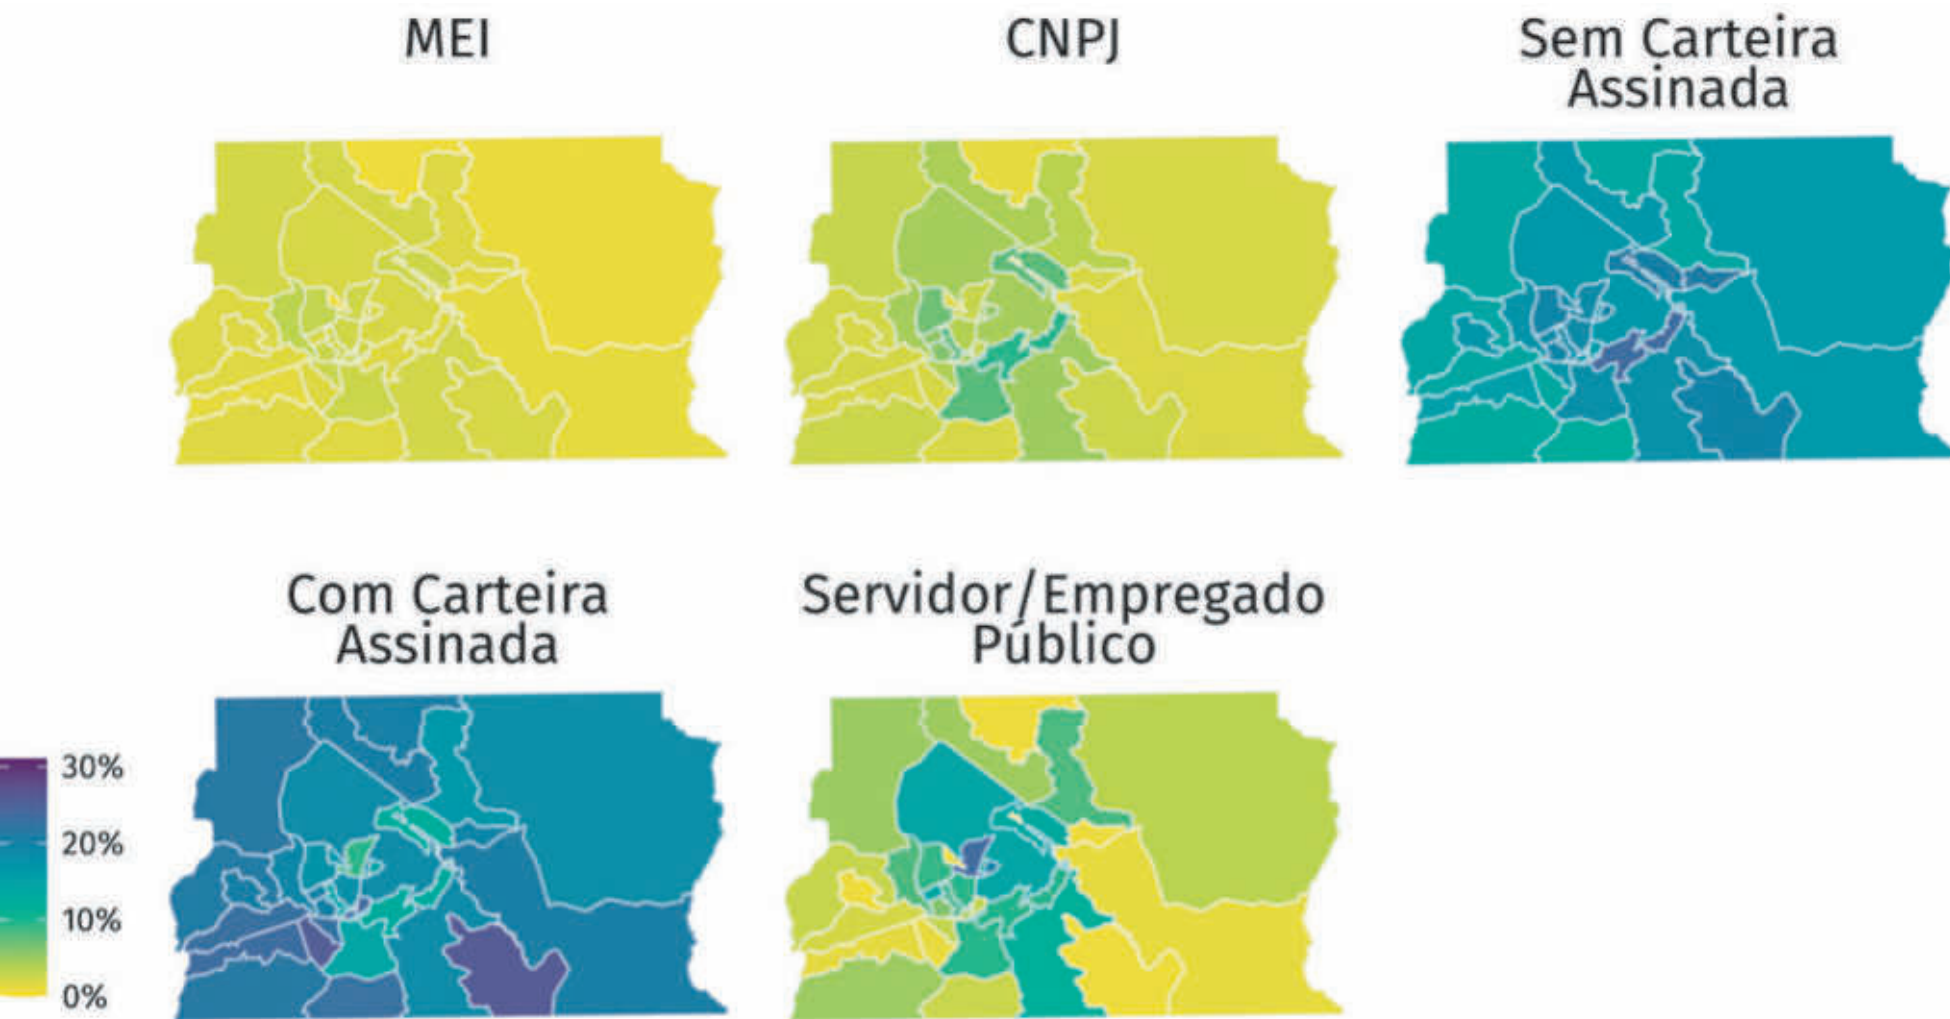 MEI
CNPJ
Sem Carteira
Assinada
Com Carteira
Assinada
Servidor/Empregado
Público
30%
20%
10%
0%